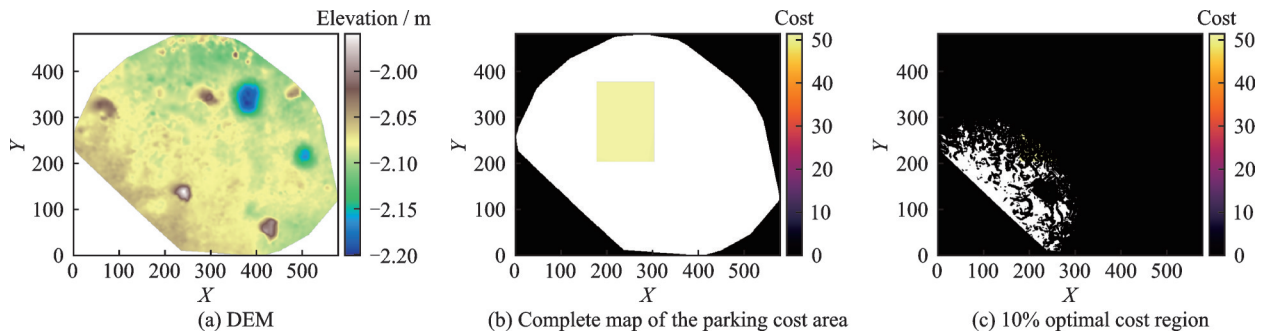 Elevation / m
Y
400
300
200
100
0
0 100 200 300 400 500
X
−2.00
−2.05
−2.10
−2.15
−2.20
(a) DEM
Cost
Y
400
300
200
100
0
0 100 200 300 400 500
X
50
40
30
20
10
0
(b) Complete map of the parking cost area
Cost
Y
400
300
200
100
0
0 100 200 300 400 500
X
50
40
30
20
10
0
(c) 10% optimal cost region